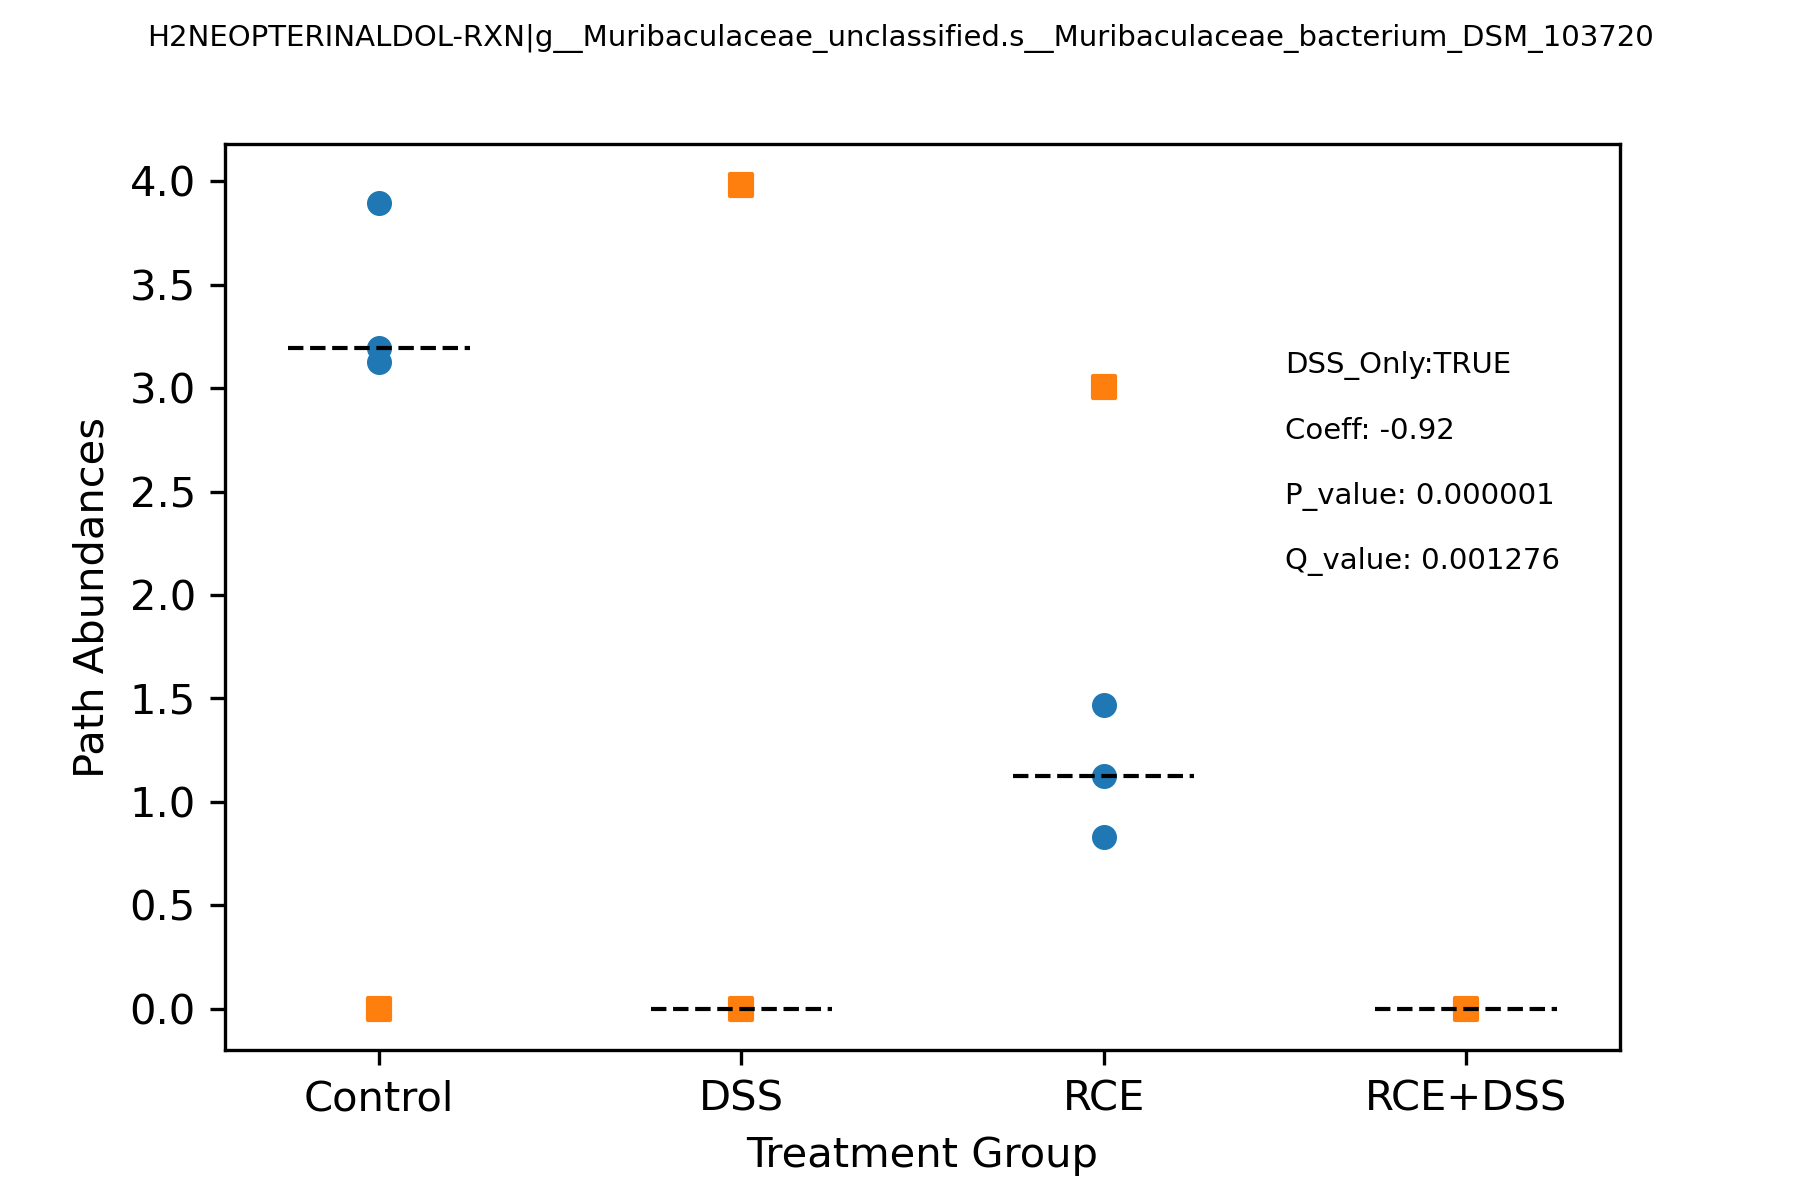 H2NEOPTERINALDOL-RXN|g__Muribaculaceae_unclassified.s__Muribaculaceae_bacterium_DSM_103720
4.0
3.5
3.0
2.5
2.0
1.5
1.0
0.5
0.0
Path Abundances
DSS_Only:TRUE
Coeff: -0.92
P_value: 0.000001
Q_value: 0.001276
Control DSS RCE RCE+DSS
Treatment Group